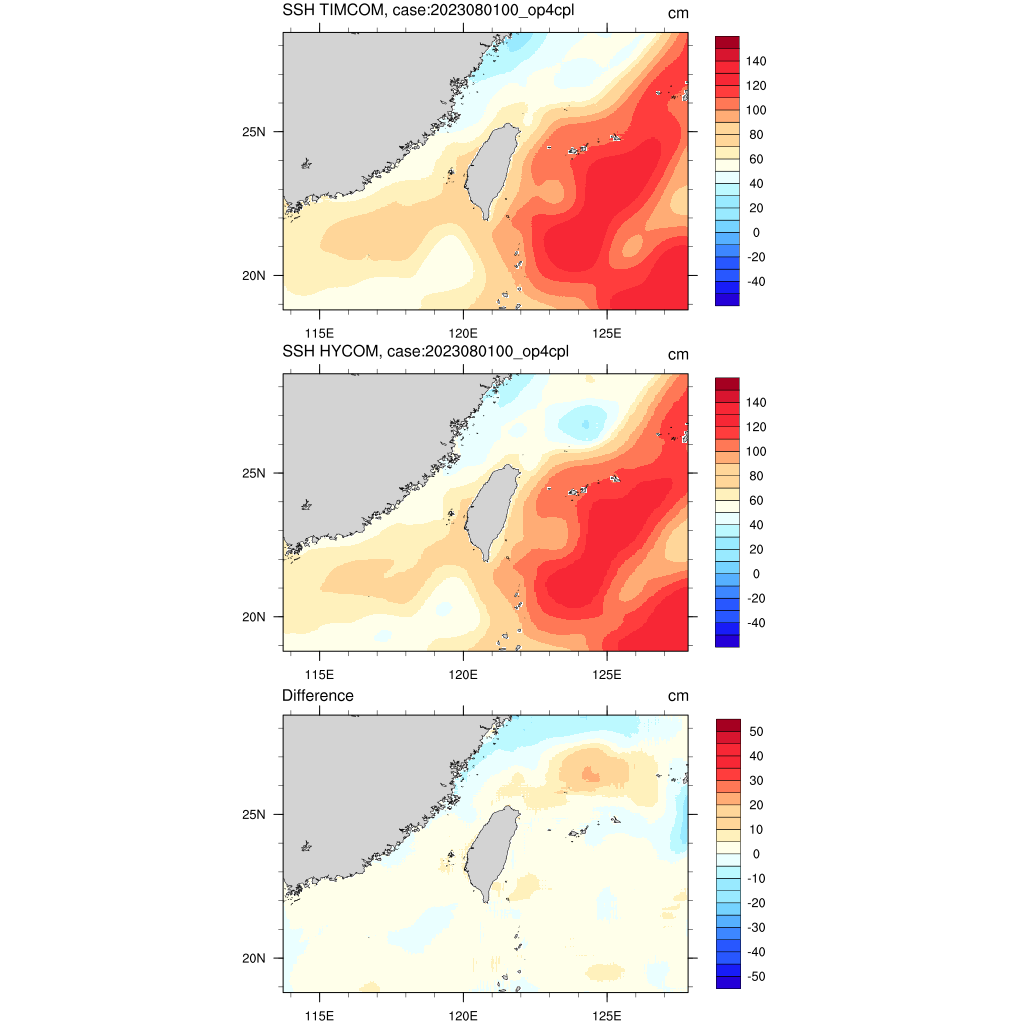 SSH TIMCOM, case:2023080100_op4cpl cm
140
120
25N 100
80
60
40
20
0
20N -20
-40
115E 120E 125E
SSH HYCOM, case:2023080100_op4cpl cm
140
120
25N 100
80
60
40
20
0
20N -20
-40
115E 120E 125E
Difference cm
50
40
30
25N 20
10
0
-10
-20
-30
20N -40
-50
115E 120E 125E